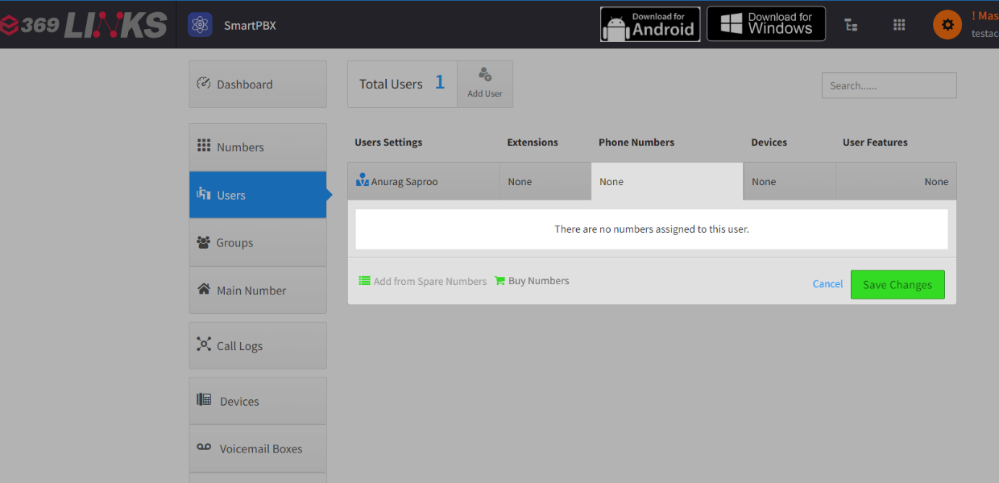 369 LINKS
SmartPBX
Download for
Android
Download for
Windows
! Mas
testac
Dashboard
Total Users 1
Add User
Search......
Numbers
Users
Groups
Main Number
Call Logs
Devices
Voicemail Boxes
Users Settings Extensions Phone Numbers Devices User Features
Anurag Saproo None None None None
There are no numbers assigned to this user.
Add from Spare Numbers Buy Numbers Cancel Save Changes